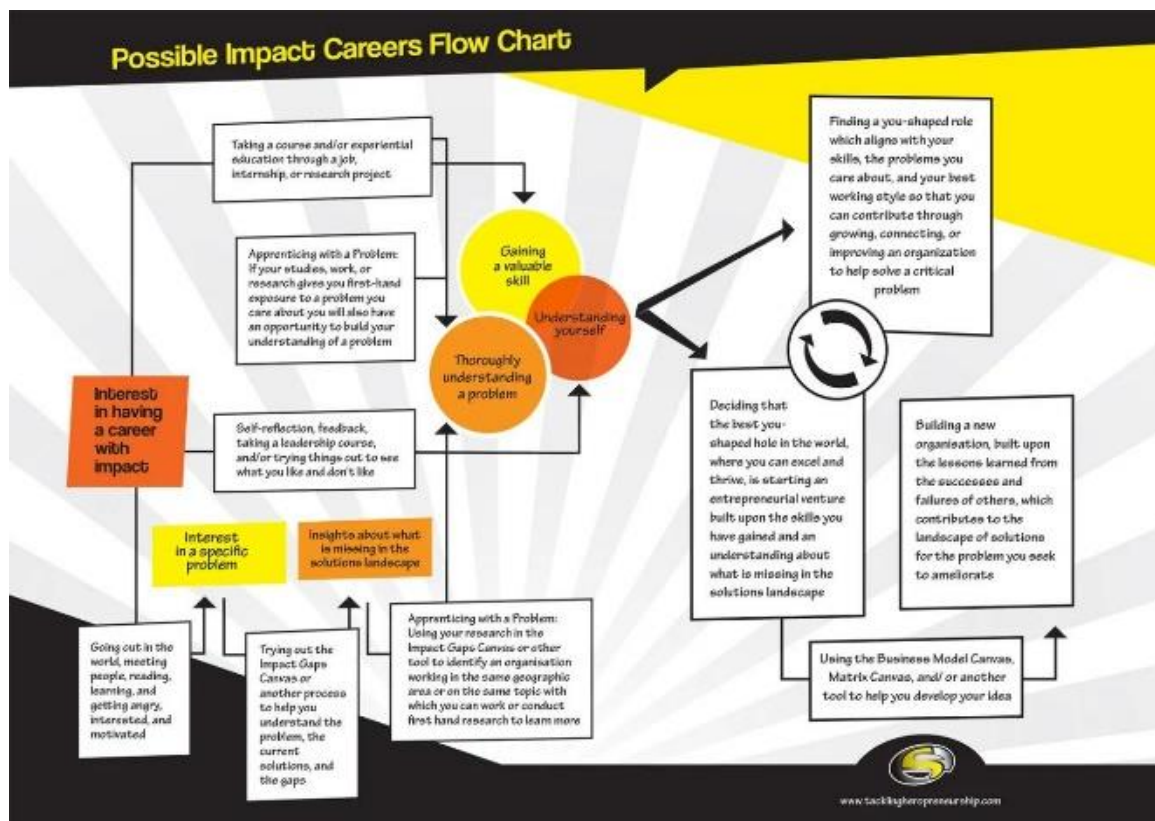 Possible Impact Careers Flow Chart
Taking a course and/or experiential
education through a job,
internship, or research project
Apprenticing with a Problem:
If your studies, work, or
research gives you first-hand
exposure to a problem you
care about you will also have
an opportunity to build your
understanding of a problem
Gaining
a valuable
skill
Understanding
yourself
Thoroughly
understanding
a problem
Interest
in having
a career
with
impact
Self-reflection, feedback,
taking a leadership course,
and/or trying things out to see
what you like and don't like
Interest
in a specific
problem
Insights about what
is missing in the
solutions landscape
Going out in the
world, meeting
people, reading,
learning, and
getting angry,
interested, and
motivated
Trying out the
Impact Gaps
Canvas or
another process
to help you
understand the
problem, the
current
solutions, and
the gaps
Apprenticing with a Problem:
Using your research in the
Impact Gaps Canvas or other
tool to identify an organisation
working in the same geographic
area or on the same topic with
which you can work or conduct
first hand research to learn more
Finding a you-shaped role
which aligns with your
skills, the problems you
care about, and your best
working style so that you
can contribute through
growing, connecting, or
improving an organization
to help solve a critical
problem
Deciding that
the best you-
shaped hole in the world,
where you can excel and
thrive, is starting an
entrepreneurial venture
built upon the skills you
have gained and an
understanding about
what is missing in the
solutions landscape
Building a new
organisation, built upon
the lessons learned from
the successes and
failures of others, which
contributes to the
landscape of solutions
for the problem you seek
to ameliorate
Using the Business Model Canvas,
Matrix Canvas, and/ or another
tool to help you develop your idea
www.tacklingheropreneurship.com